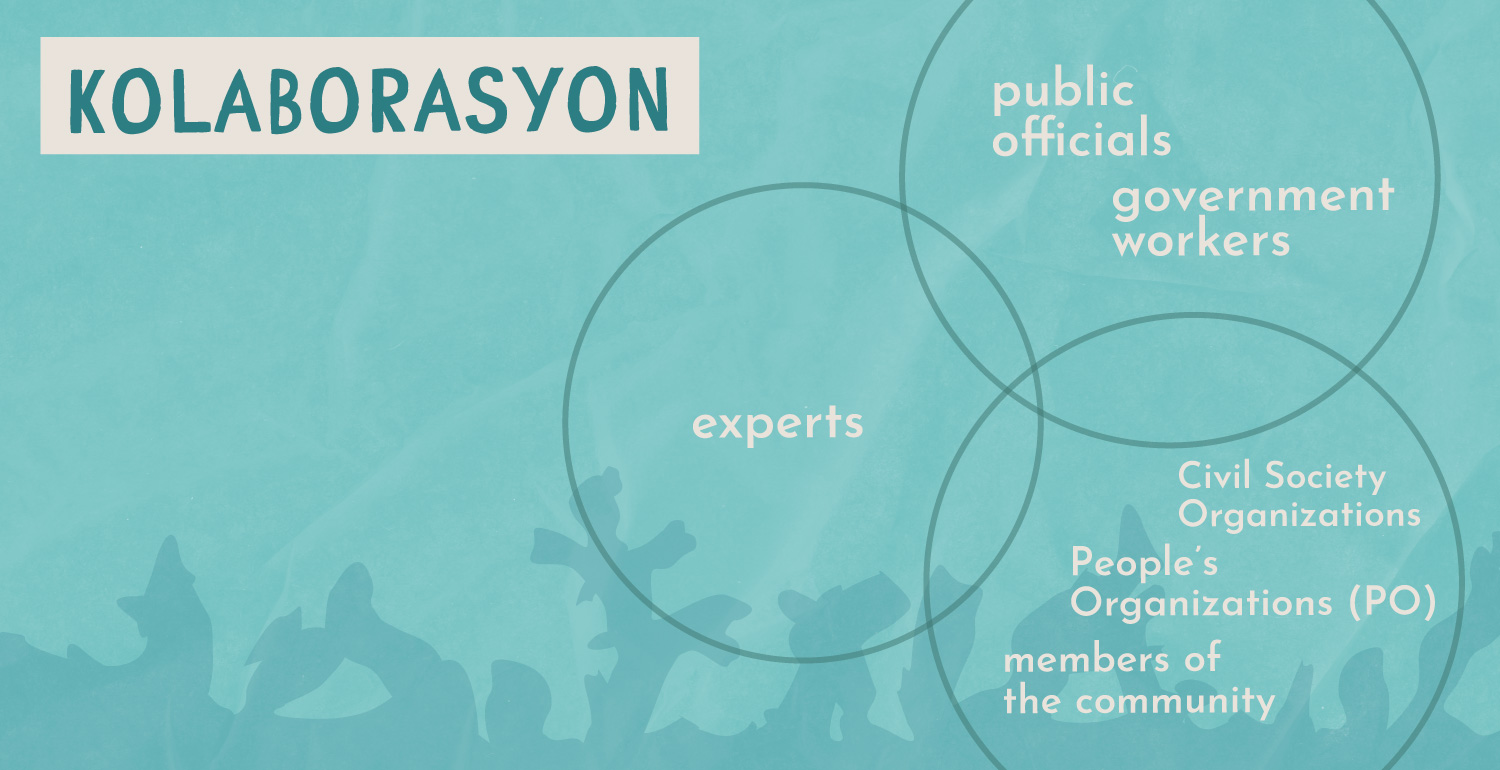 KOLABORASYON
public
officials
government
workers
experts
Civil Society
Organizations
People's
Organizations (PO)
members of
the community